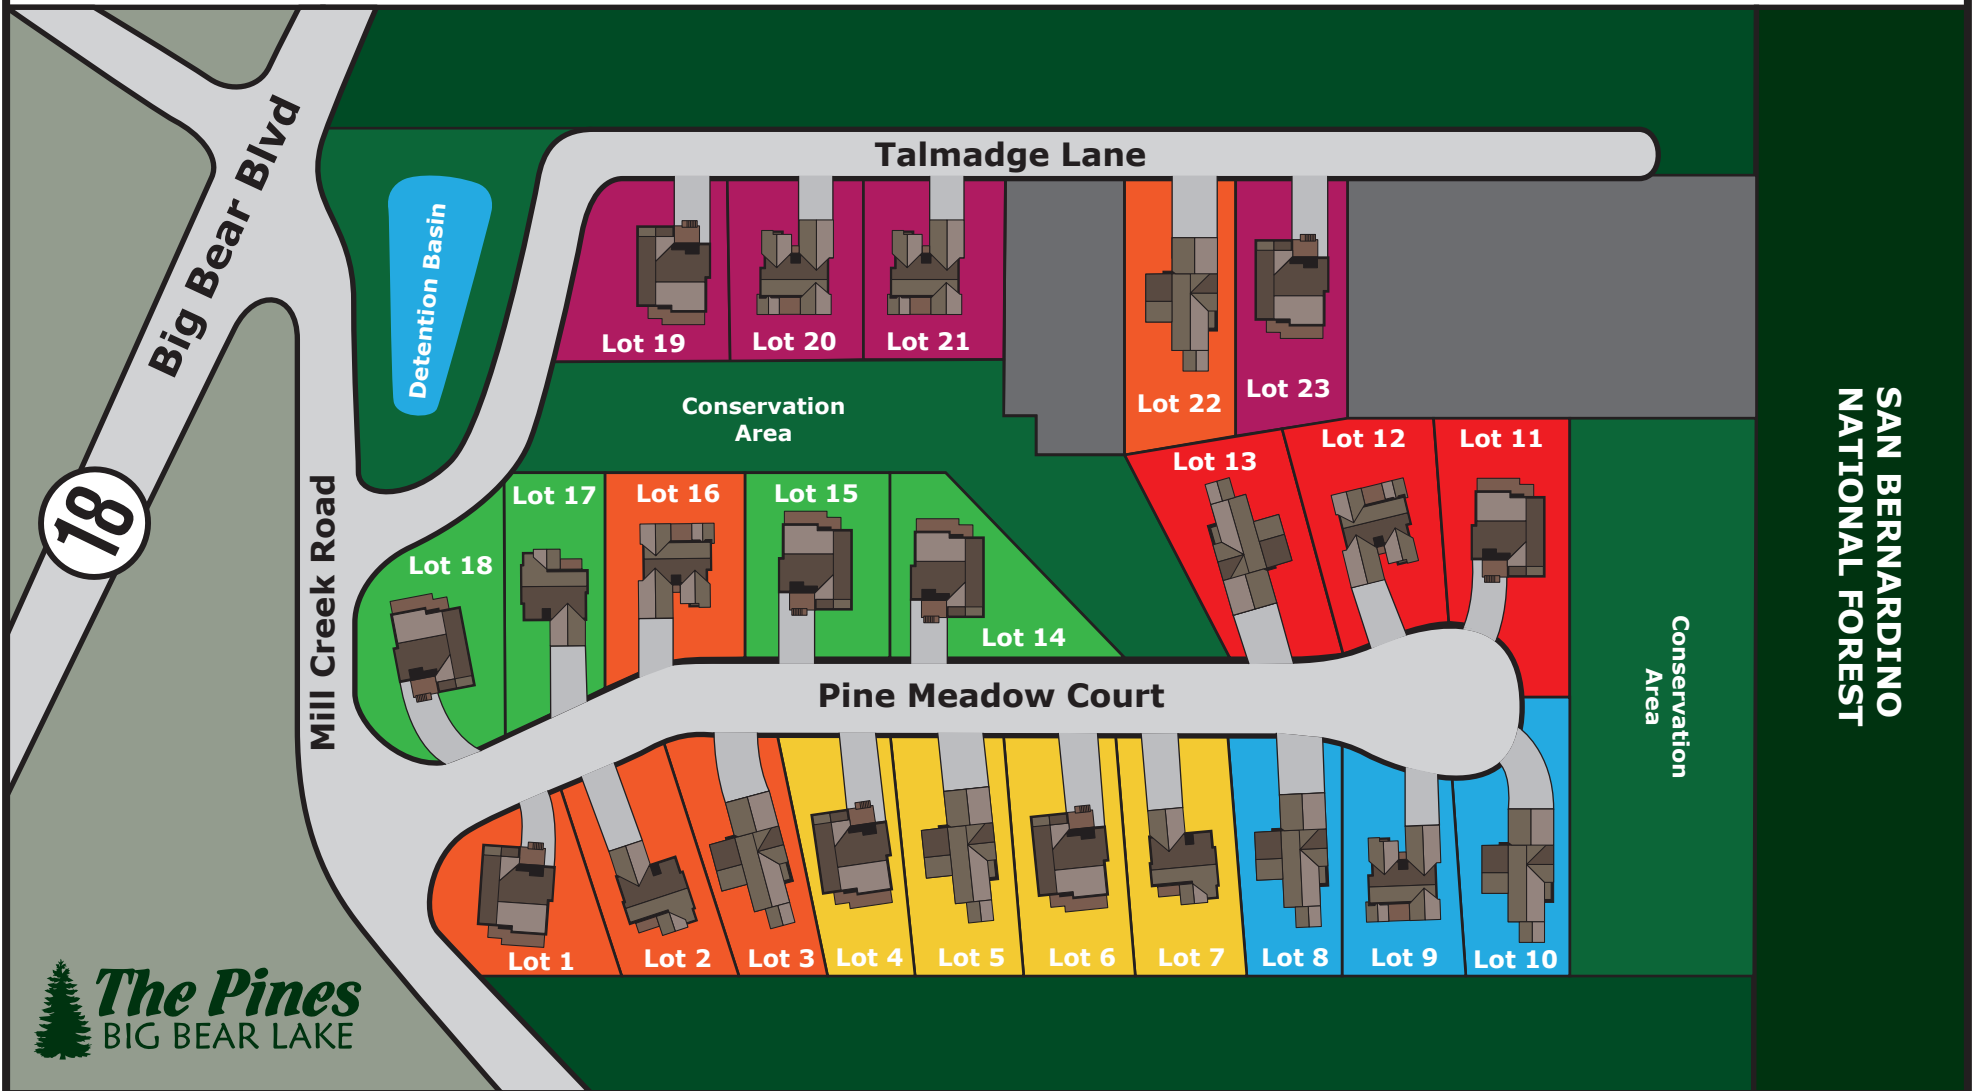 Big Bear Blvd
Talmadge Lane
Detention Basin
Lot 19
Lot 20
Lot 21
Lot 22
Lot 23
Conservation
Area
18
Mill Creek Road
Lot 18
Lot 17
Lot 16
Lot 15
Lot 14
Lot 13
Lot 12
Lot 11
Pine Meadow Court
Conservation
Area
SAN BERNARDINO
NATIONAL FOREST
Lot 1
Lot 2
Lot 3
Lot 4
Lot 5
Lot 6
Lot 7
Lot 8
Lot 9
Lot 10
The Pines
BIG BEAR LAKE